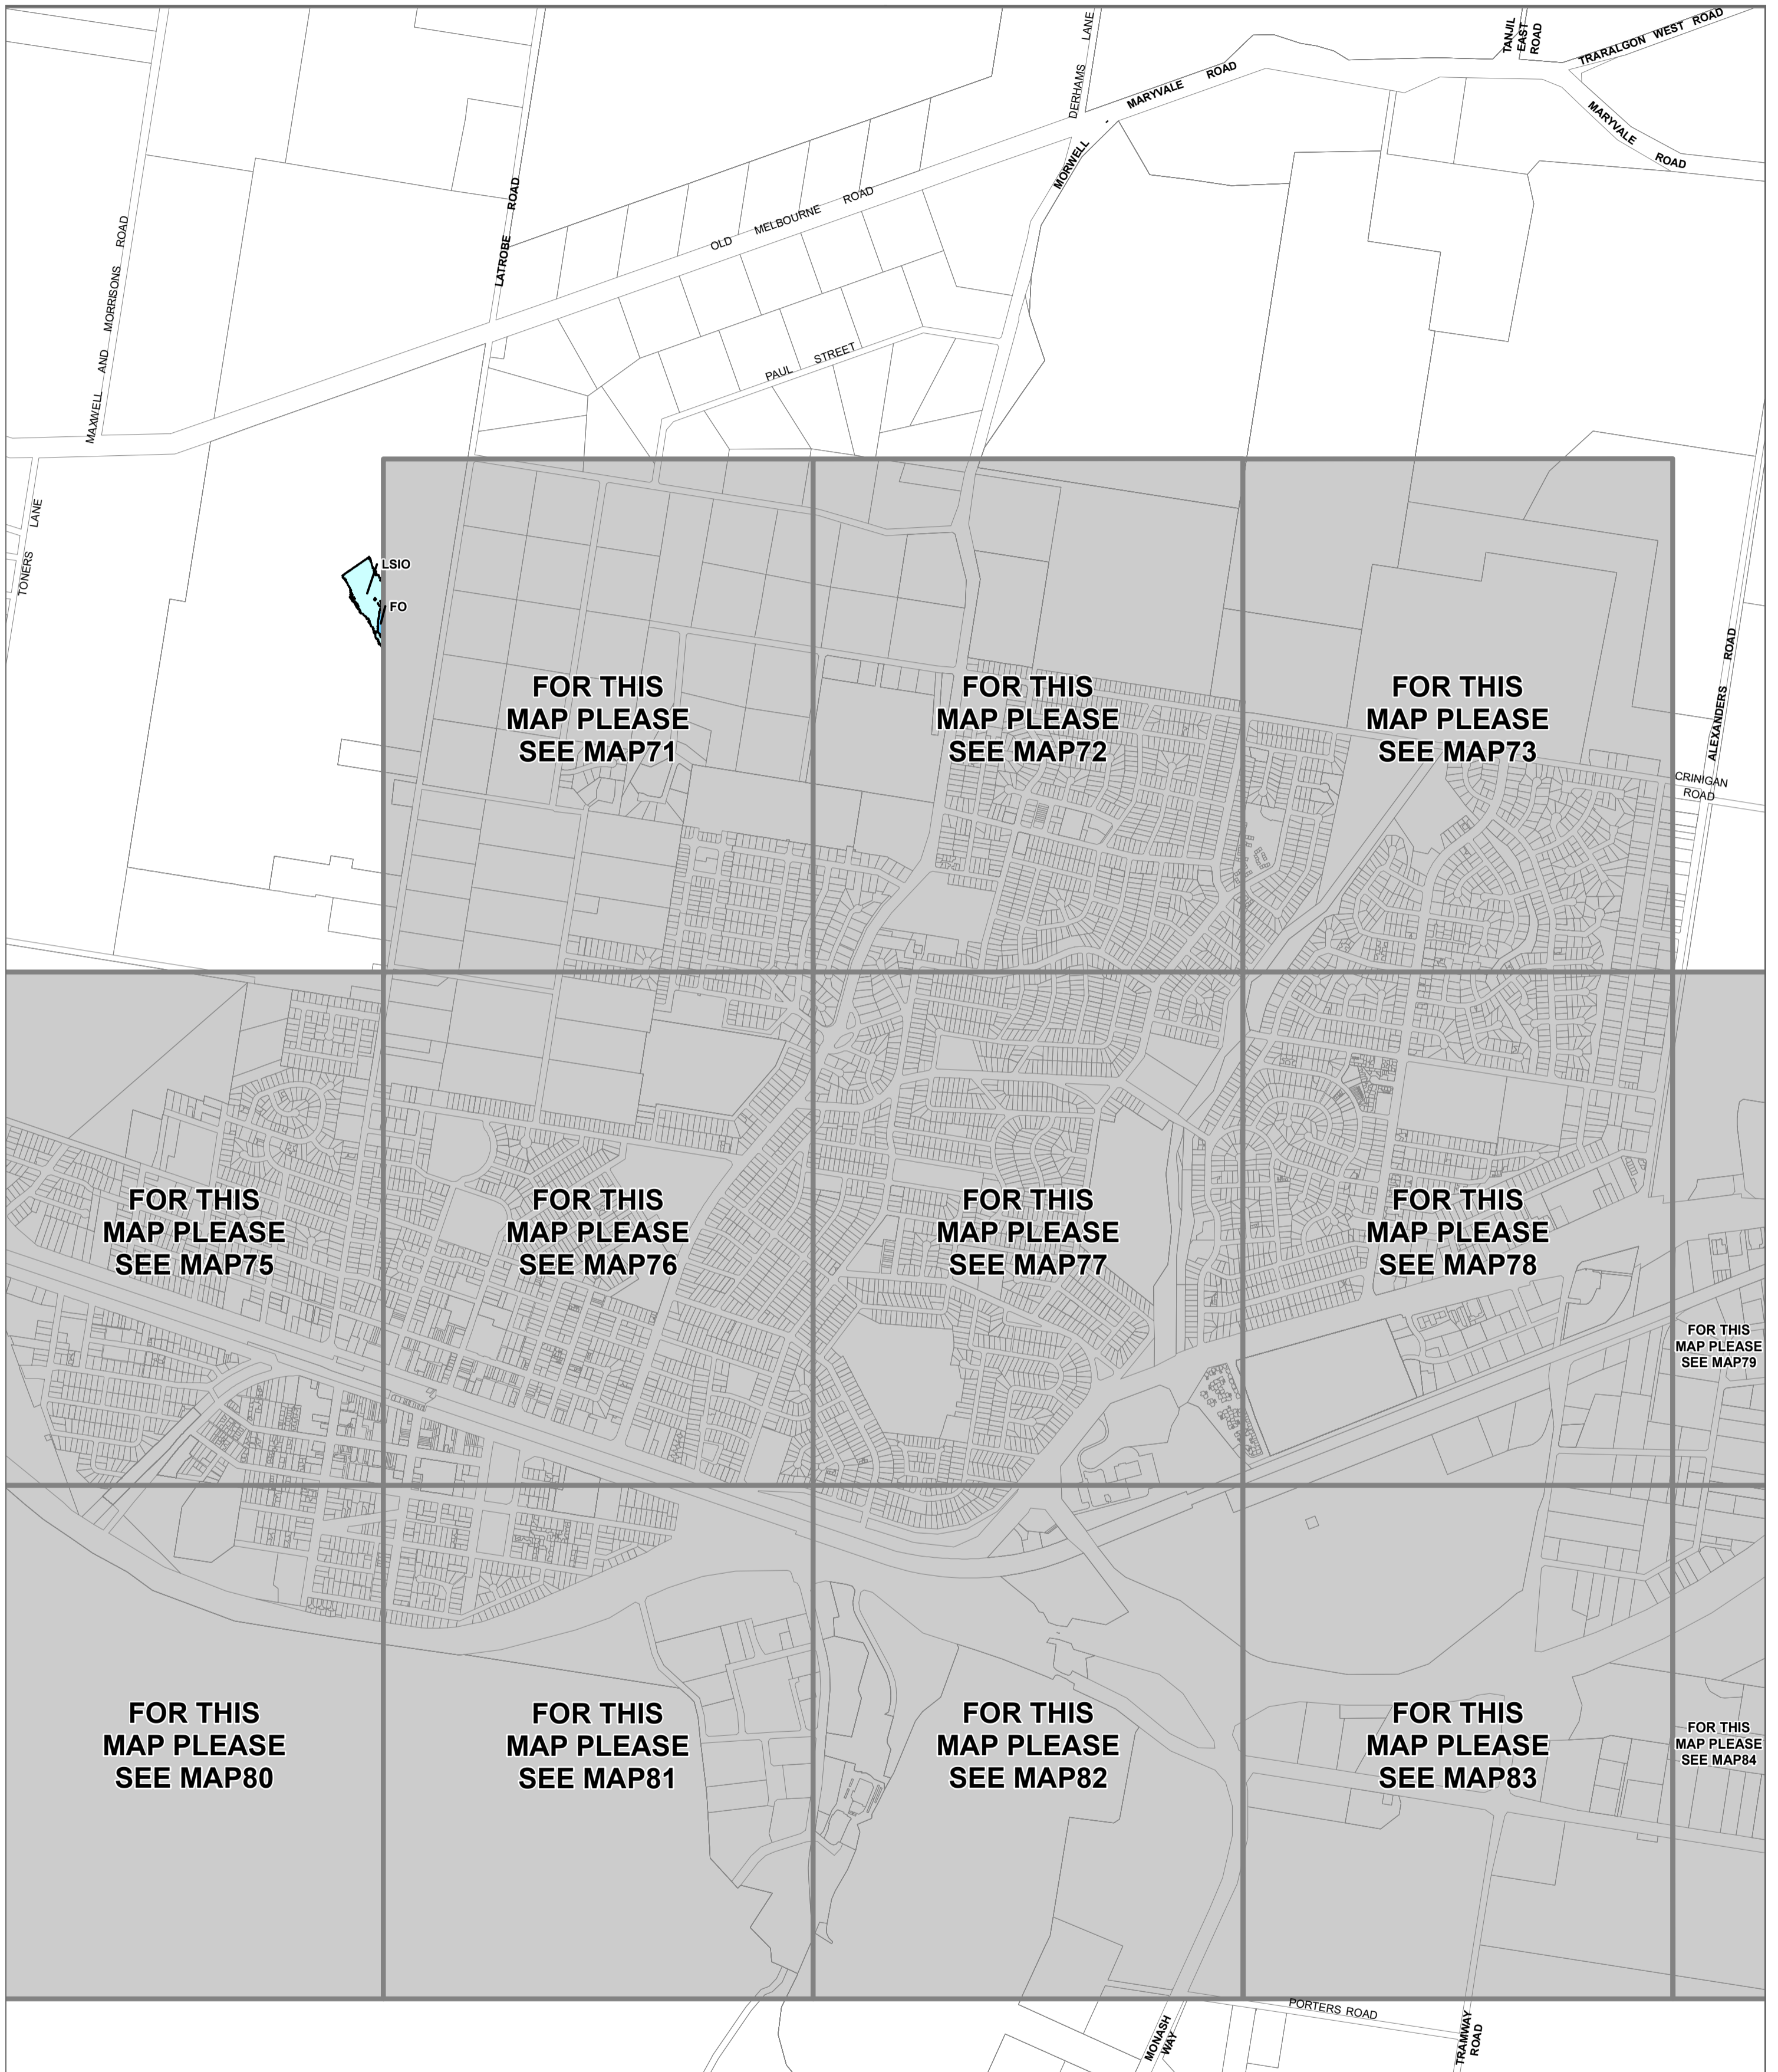 TANJIL
EAST
ROAD
TRARALGON WEST ROAD
DERHAMS LANE
MARYVALE ROAD
MARYVALE
ROAD
MORWELL
LATROBE ROAD
OLD MELBOURNE ROAD
MAXWELL AND MORRISONS ROAD
PAUL STREET
TONERS LANE
LSIO
FO
ALEXANDERS ROAD
CRINIGAN
ROAD
FOR THIS
MAP PLEASE
SEE MAP71
FOR THIS
MAP PLEASE
SEE MAP72
FOR THIS
MAP PLEASE
SEE MAP73
FOR THIS
MAP PLEASE
SEE MAP75
FOR THIS
MAP PLEASE
SEE MAP76
FOR THIS
MAP PLEASE
SEE MAP77
FOR THIS
MAP PLEASE
SEE MAP78
FOR THIS
MAP PLEASE
SEE MAP79
FOR THIS
MAP PLEASE
SEE MAP80
FOR THIS
MAP PLEASE
SEE MAP81
FOR THIS
MAP PLEASE
SEE MAP82
FOR THIS
MAP PLEASE
SEE MAP83
FOR THIS
MAP PLEASE
SEE MAP84
PORTERS ROAD
MONASH
WAY
TRAMWAY
ROAD